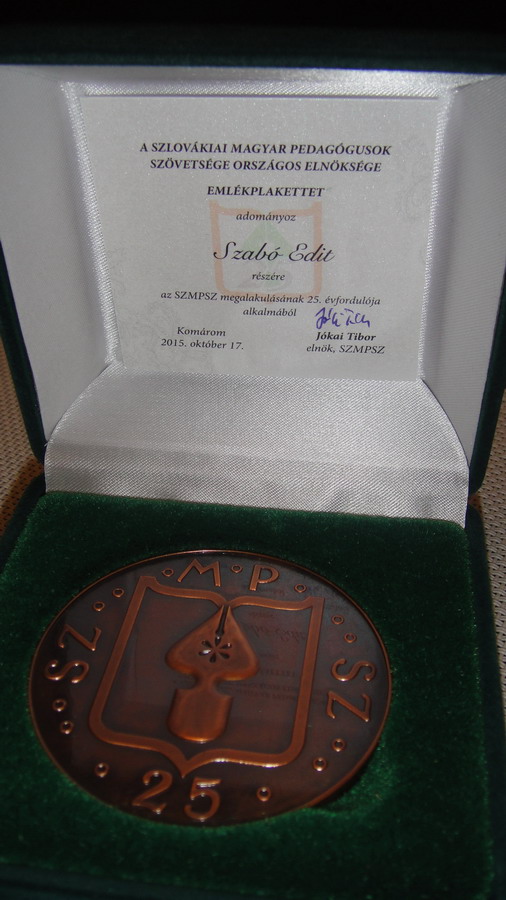 A SZLOVÁKIAI MAGYAR PEDAGÓGUSOK
SZÖVETSÉGE ORSZÁGOS ELNÖKSÉGE
EMLÉKPLAKETTET
adományoz
Szabó Edit
részére
az SZMPSZ megalakulásának 25. évfordulója
alkalmából
Komárom
2015. október 17.
Jókai Tibor
elnök, SZMPSZ
SZ M P SZ
25